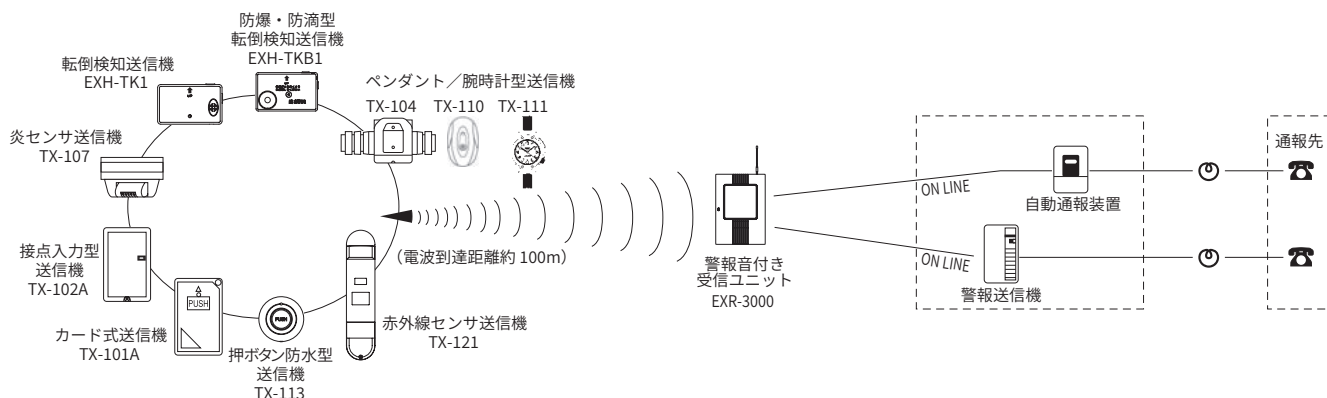 防爆・防滴型
転倒検知送信機
EXH-TKB1
転倒検知送信機
EXH-TK1
ペンダント／腕時計型送信機
TX-104
TX-110
TX-111
炎センサ送信機
TX-107
接点入力型
送信機
TX-102A
PUSH
カード式送信機
TX-101A
PUSH
押ボタン防水型
送信機
TX-113
赤外線センサ送信機
TX-121
（電波到達距離約 100m）
警報音付き
受信ユニット
EXR-3000
ON LINE
自動通報装置
ON LINE
警報送信機
通報先